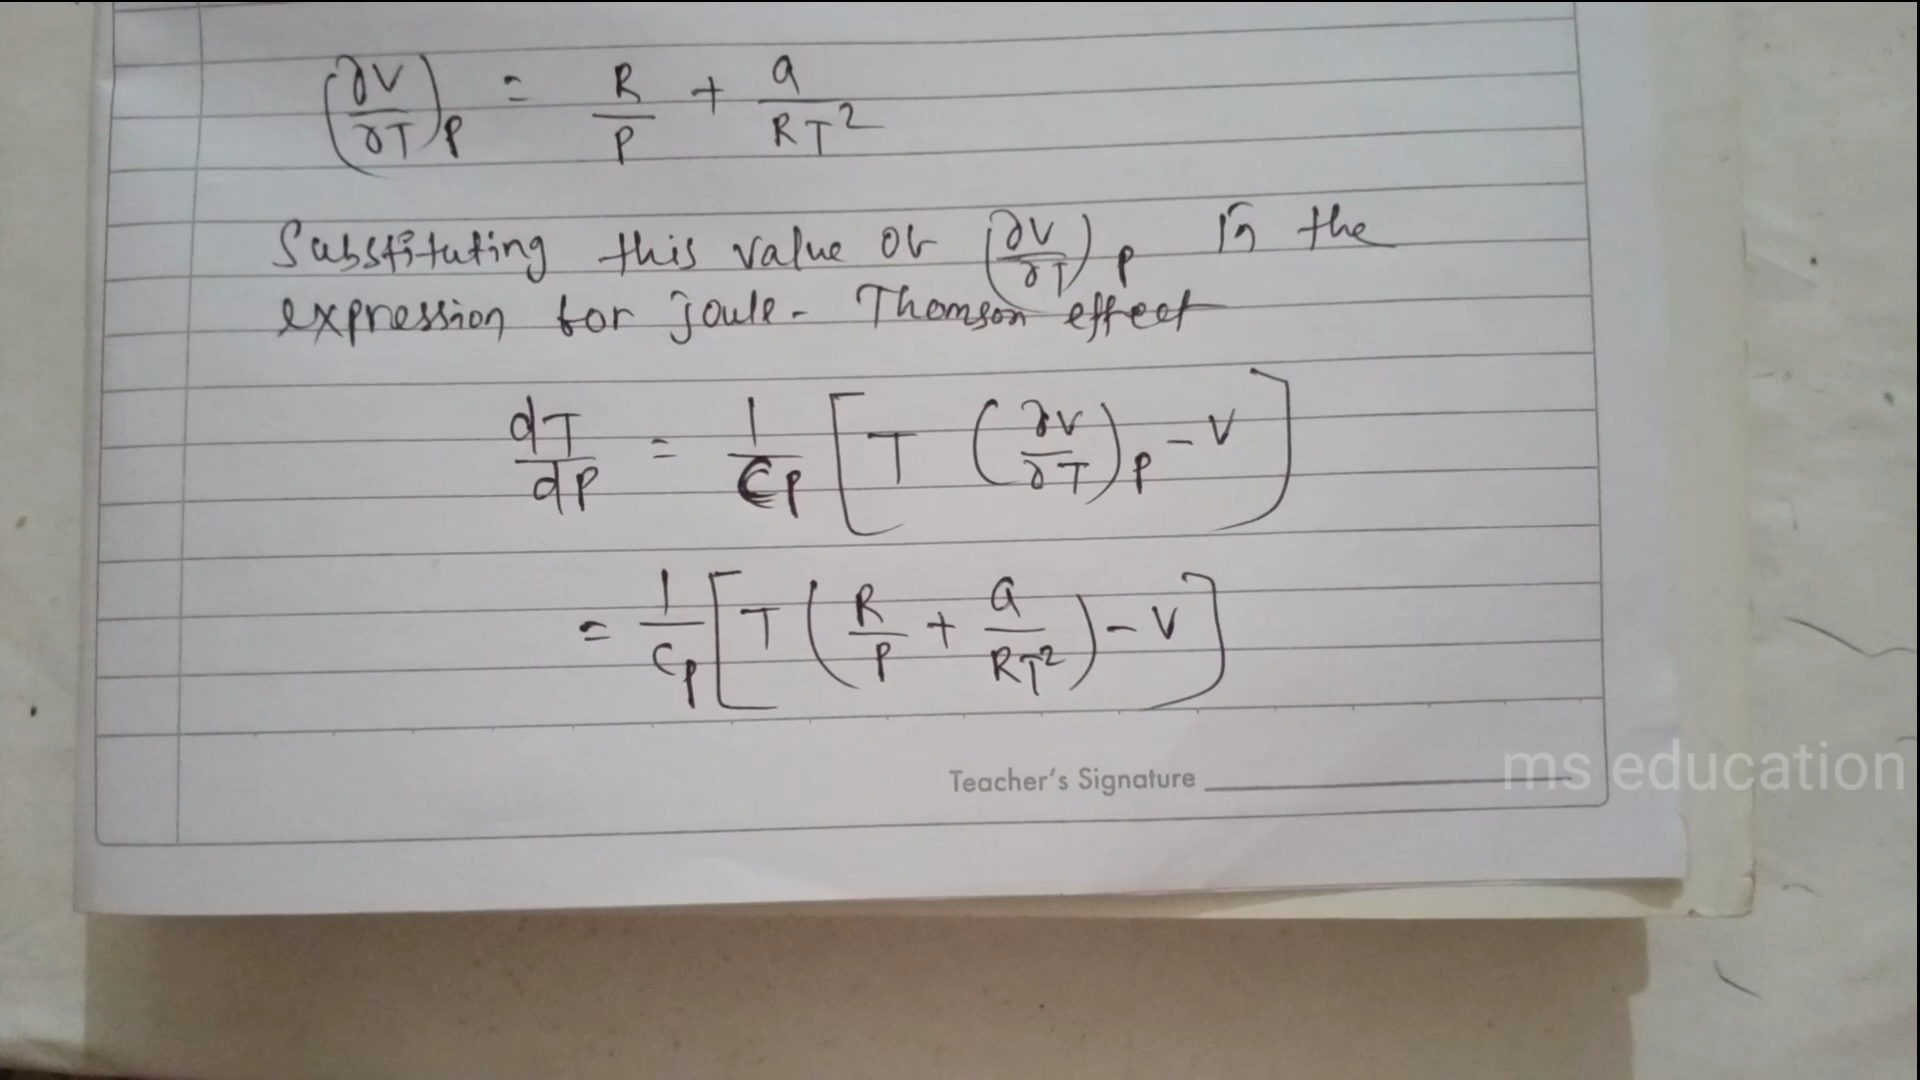 (∂V/∂T)P = R/P + a/RT²
Substituting this value of (∂V/∂T)P in the
expression for joule - Thomson effect
dT/dP = 1/CP [T (∂V/∂T)P - V]
= 1/CP [T (R/P + a/RT²) - V]
Teacher's Signature
ms education